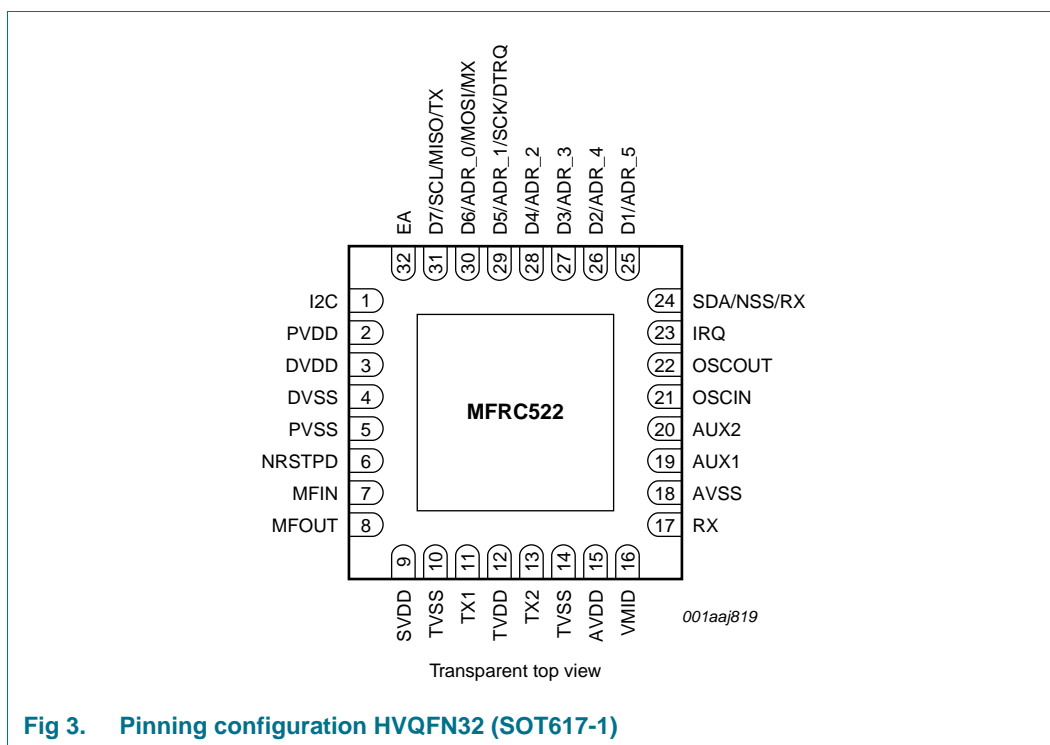 EA
D7/SCL/MISO/TX
D6/ADR_0/MOSI/MX
D5/ADR_1/SCK/DTRQ
D4/ADR_2
D3/ADR_3
D2/ADR_4
D1/ADR_5
32
31
30
29
28
27
26
25
I2C 1
PVDD 2
DVDD 3
DVSS 4
PVSS 5
NRSTPD 6
MFIN 7
MFOUT 8
MFRC522
24 SDA/NSS/RX
23 IRQ
22 OSCOUT
21 OSCIN
20 AUX2
19 AUX1
18 AVSS
17 RX
9
10
11
12
13
14
15
16
SVDD
TVSS
TX1
TVDD
TX2
TVSS
AVDD
VMID
001aaj819
Transparent top view
Fig 3. Pinning configuration HVQFN32 (SOT617-1)